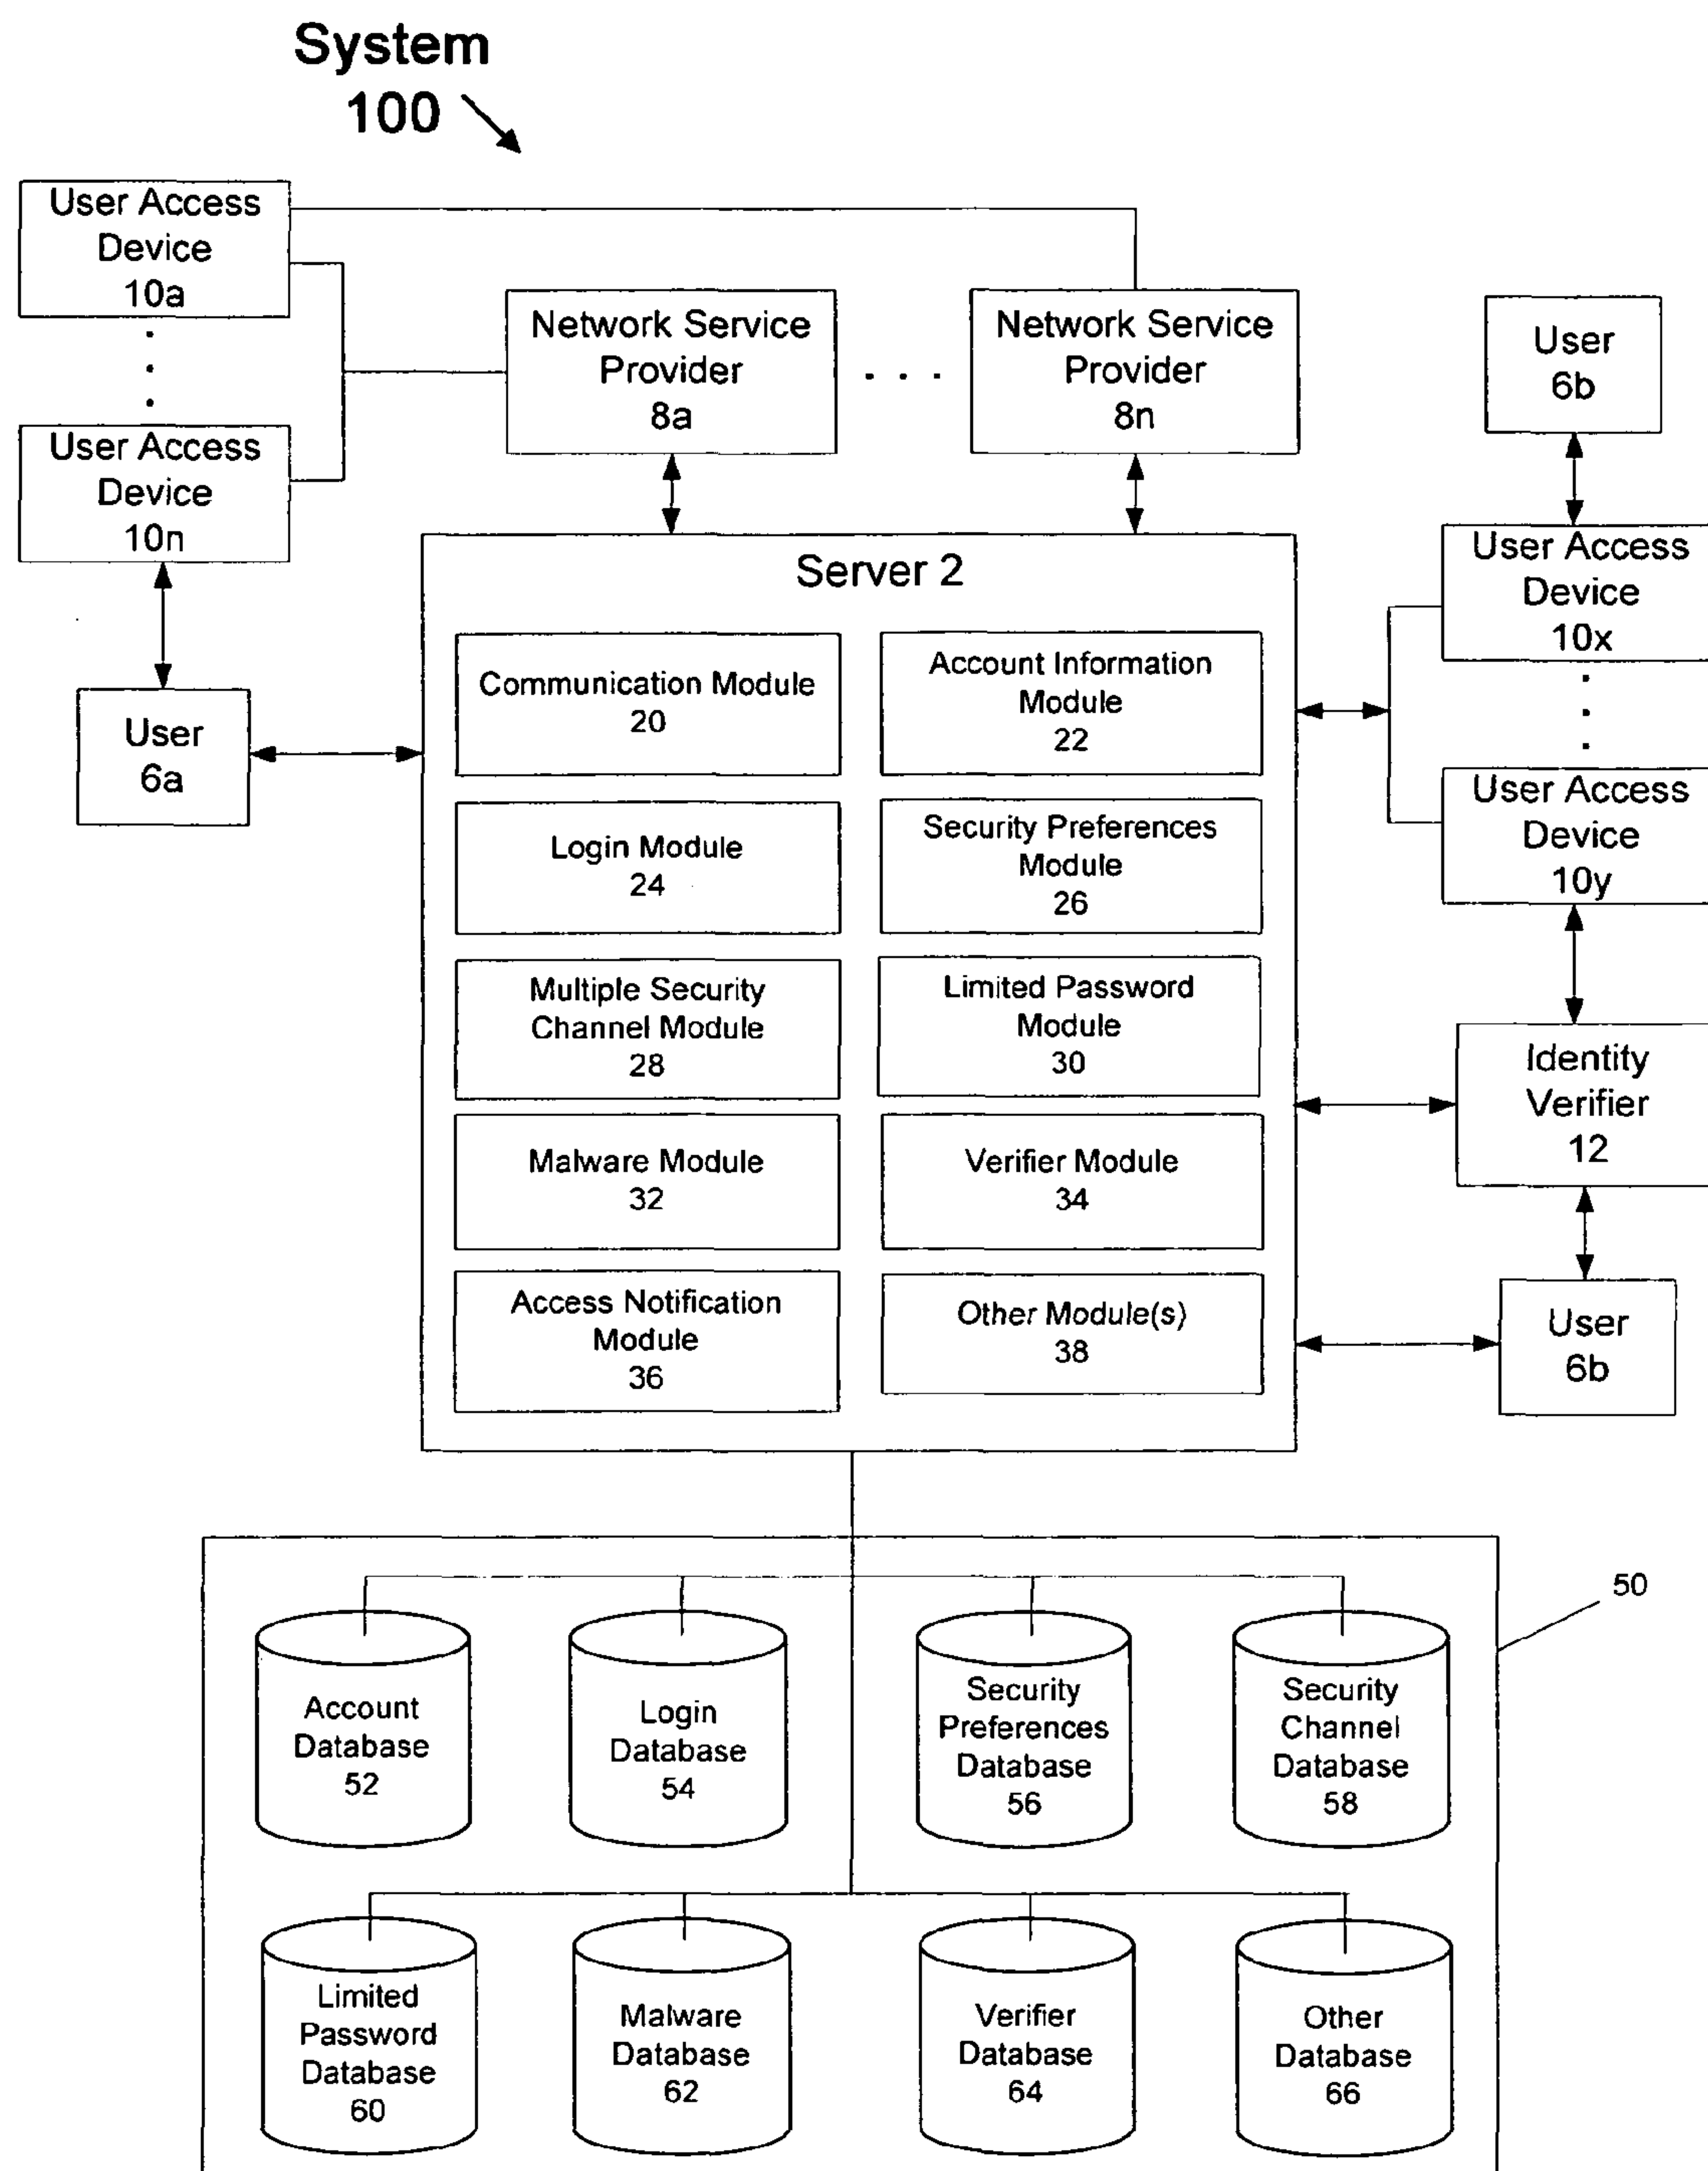 System
100
User Access
Device
10a
User Access
Device
10n
Network Service
Provider
8a
. . .
Network Service
Provider
8n
User
6b
User
6a
Server 2
Communication Module
20
Account Information
Module
22
Login Module
24
Security Preferences
Module
26
Multiple Security
Channel Module
28
Limited Password
Module
30
Malware Module
32
Verifier Module
34
Access Notification
Module
36
Other Module(s)
38
User Access
Device
10x
User Access
Device
10y
Identity
Verifier
12
User
6b
50
Account
Database
52
Login
Database
54
Security
Preferences
Database
56
Security
Channel
Database
58
Limited
Password
Database
60
Malware
Database
62
Verifier
Database
64
Other
Database
66